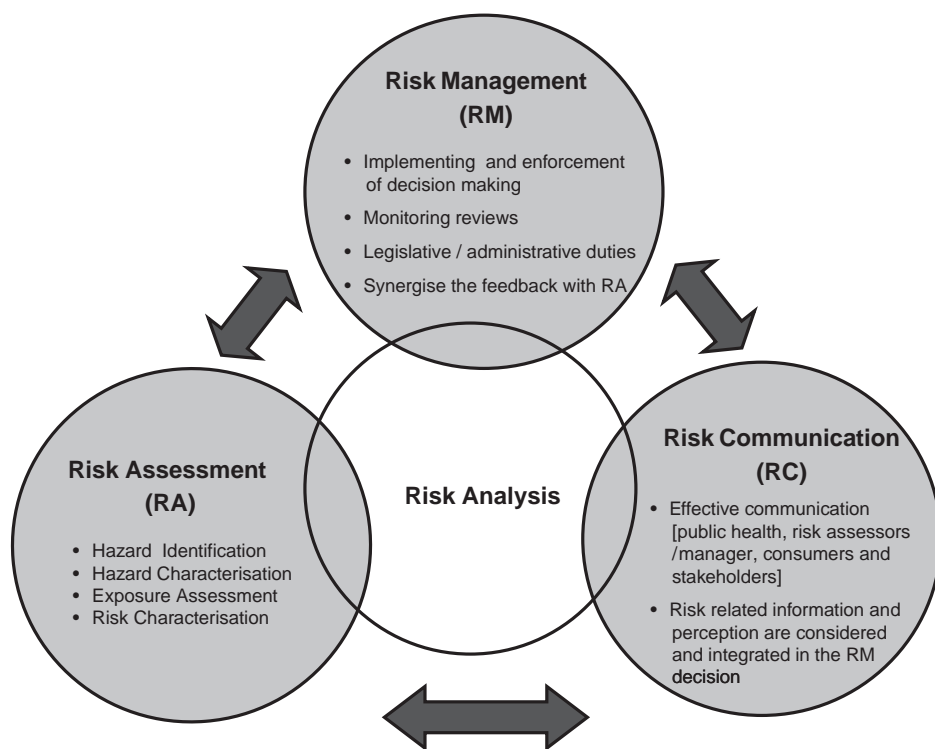 Risk Management
(RM)
• Implementing and enforcement
of decision making
• Monitoring reviews
• Legislative / administrative duties
• Synergise the feedback with RA
Risk Assessment
(RA)
• Hazard Identification
• Hazard Characterisation
• Exposure Assessment
• Risk Characterisation
Risk Analysis
Risk Communication
(RC)
• Effective communication
[public health, risk assessors
/manager, consumers and
stakeholders]
• Risk related information and
perception are considered
and integrated in the RM
decision